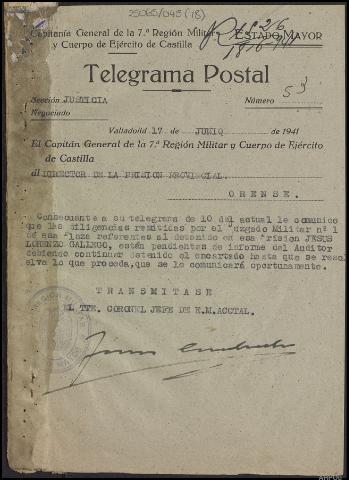 25065/045 (18)
Capitanía General de la 7.ª Región Militar
y Cuerpo de Ejército de Castilla
ESTADO MAYOR
Telegrama Postal
Sección JUSTICIA
Negociado
Número 53
Valladolid 17 de JUNIO de 1941
El Capitán General de la 7.ª Región Militar y Cuerpo de Ejército
de Castilla
al DIRECTOR DE LA PRISION PROVINCIAL.
ORENSE.
Consecuente a su telegrama de 10 del actual le comunico
que las diligencias remitidas por el Juzgado Militar nº 1
de esa Plaza referentes al detenido en esa Prision JESUS
LORENZO GALLEGO, están pendientes de informe del Auditor
debiendo continuar detenido el encartado hasta que se resu
elva lo que proceda, que se le comunicará oportunamente.
TRANSMITASE
EL TTE. CORONEL JEFE DE E.M.ACCTAL.